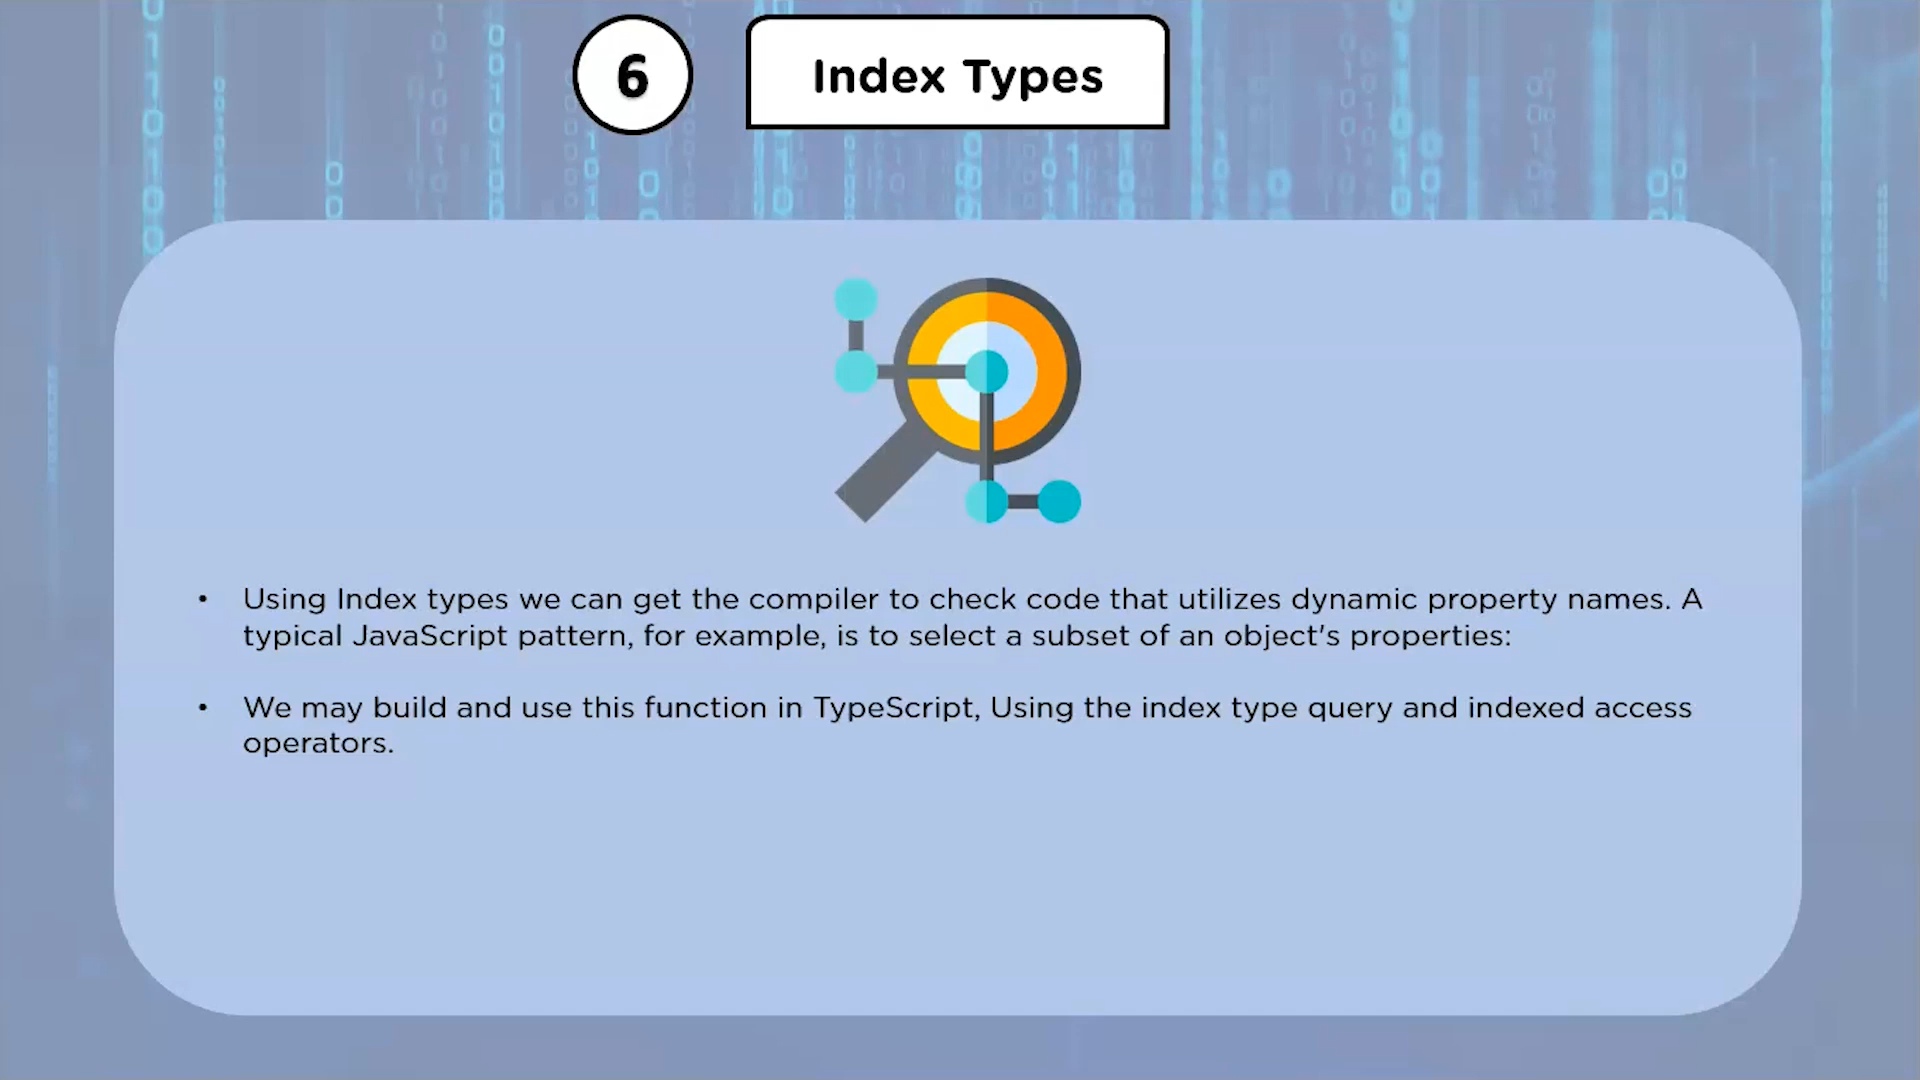 6
Index Types
• Using Index types we can get the compiler to check code that utilizes dynamic property names. A
typical JavaScript pattern, for example, is to select a subset of an object's properties:
• We may build and use this function in TypeScript, Using the index type query and indexed access
operators.